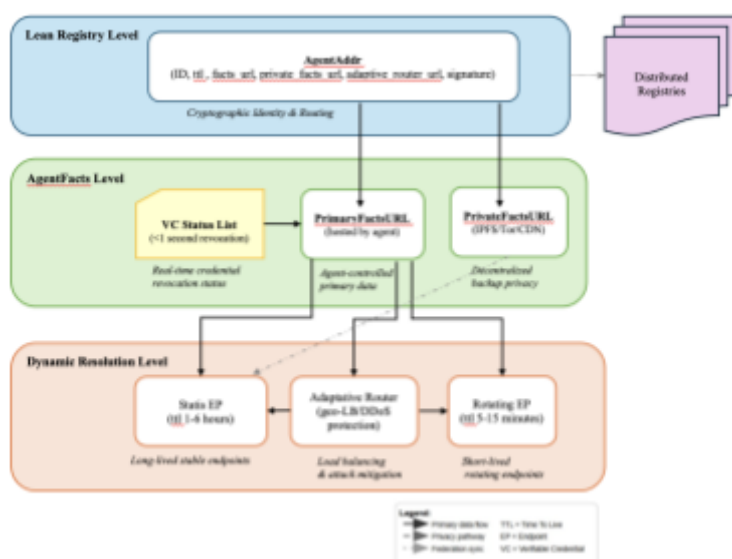 Lean Registry Level
AgentAddr
(ID, ttl , facts_url, private_facts_url, adaptive_router_url, signature)
Cryptographic Identity & Routing
Distributed
Registries
AgentFacts Level
VC Status List
(<1 second revocation)
PrimaryFactsURL
(hosted by agent)
PrivateFactsURL
(IPFS/Tor/CDN)
Real-time credential
revocation status
Agent-controlled
primary data
Decentralized
backup privacy
Dynamic Resolution Level
Static EP
(ttl 1-6 hours)
Adaptative Router
(geo-LB/DDoS
protection)
Rotating EP
(ttl 5-15 minutes)
Long-lived stable endpoints
Load balancing
& attack mitigation
Short-lived
rotating endpoints
Legend:
Primary data flow TTL = Time To Live
Privacy pathway EP = Endpoint
Federation sync VC = Verifiable Credential